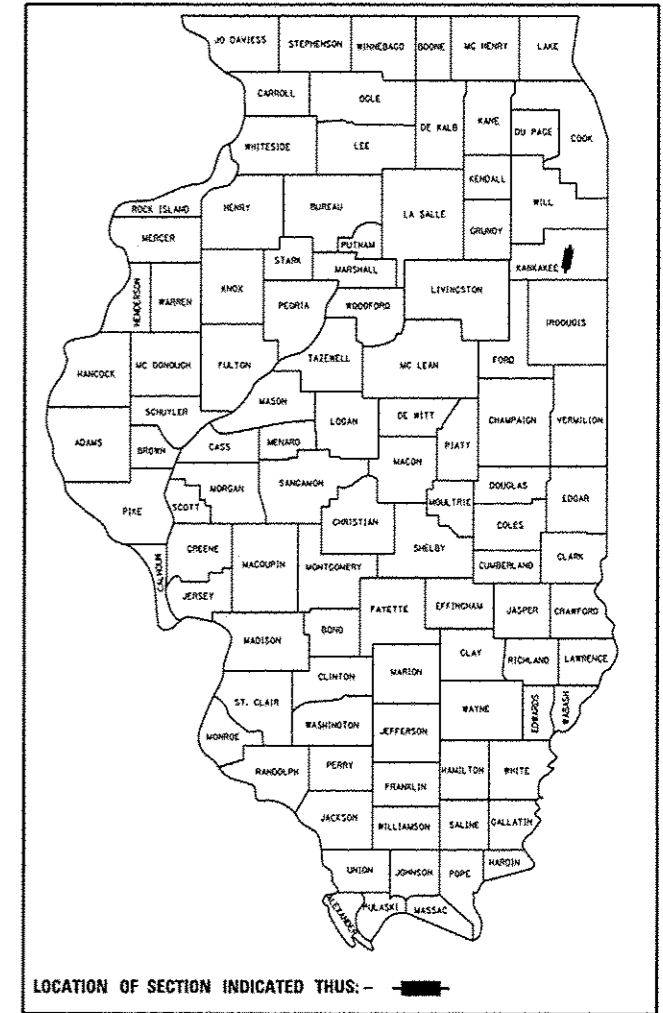 JO DAVIESS STEPHENSON WINNEBAGO BOONE MC HENRY LAKE
CARROLL OGLE DE KALB KANE DU PAGE COOK
WHITESIDE LEE KENDALL WILL
ROCK ISLAND HENRY BUREAU LA SALLE GRUNDY
MERCER PUTNAM KANKAKEE
HENDERSON WARREN KNOX STARK MARSHALL LIVINGSTON
PEORIA WOODFORD IROQUOIS
HANCOCK MC DONOUGH FULTON TAZEWELL MC LEAN FORD
SCHUYLER MASON LOGAN DE WITT CHAMPAIGN VERMILION
ADAMS BROWN CASS MENARD MACON PIATT
PIKE SCOTT MORGAN SANGAMON MOULTRIE DOUGLAS EDGAR
CHRISTIAN COLES
CALHOUN GREENE MACOUPIN MONTGOMERY SHELBY CUMBERLAND CLARK
JERSEY FAYETTE EFFINGHAM JASPER CRAWFORD
MADISON BOND CLAY RICHLAND LAWRENCE
CLINTON MARION
ST. CLAIR WASHINGTON JEFFERSON WAYNE EDWARDS WABASH
MONROE RANDOLPH PERRY HAMILTON WHITE
FRANKLIN
JACKSON WILLIAMSON SALINE GALLATIN
UNION JOHNSON POPE HARDIN
ALEXANDER PULASKI MASSAC
LOCATION OF SECTION INDICATED THUS:-